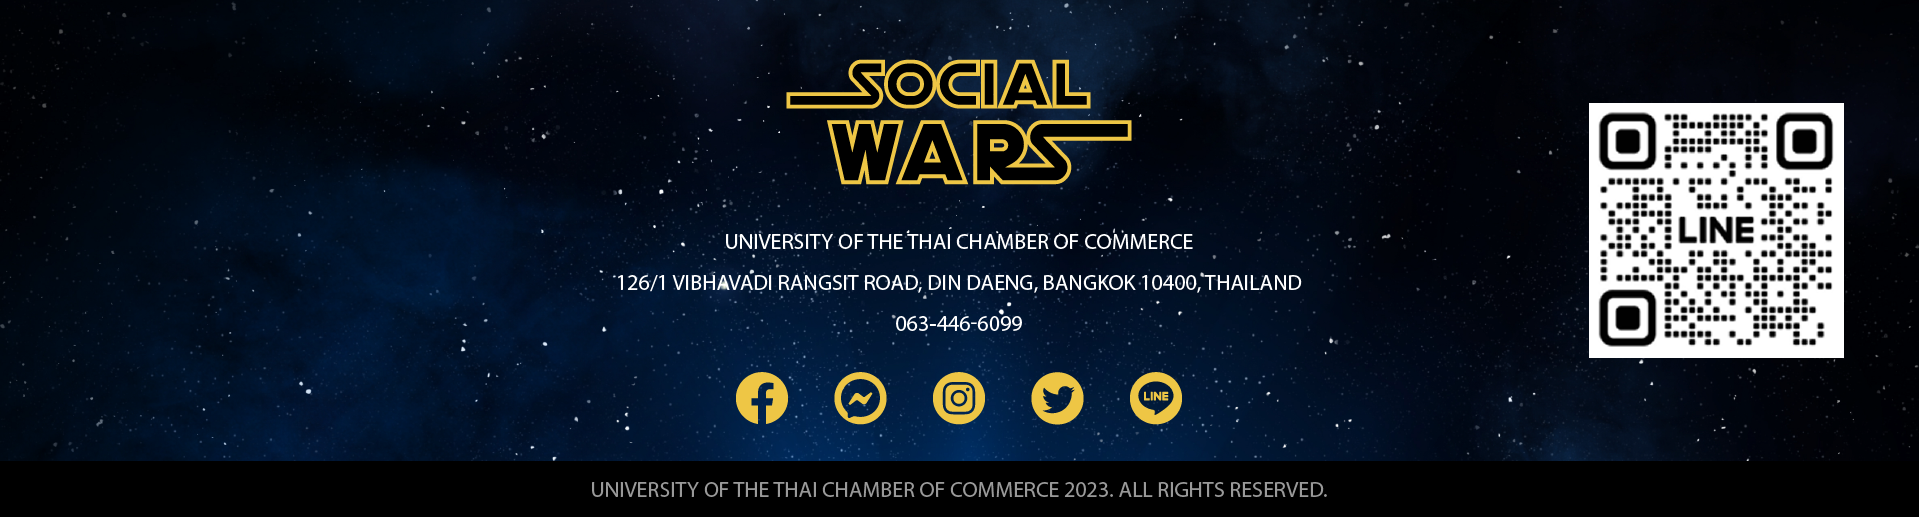 SOCIAL
WARS
UNIVERSITY OF THE THAI CHAMBER OF COMMERCE
126/1 VIBHAVADI RANGSIT ROAD, DIN DAENG, BANGKOK 10400, THAILAND
063-446-6099
LINE
LINE
UNIVERSITY OF THE THAI CHAMBER OF COMMERCE 2023. ALL RIGHTS RESERVED.